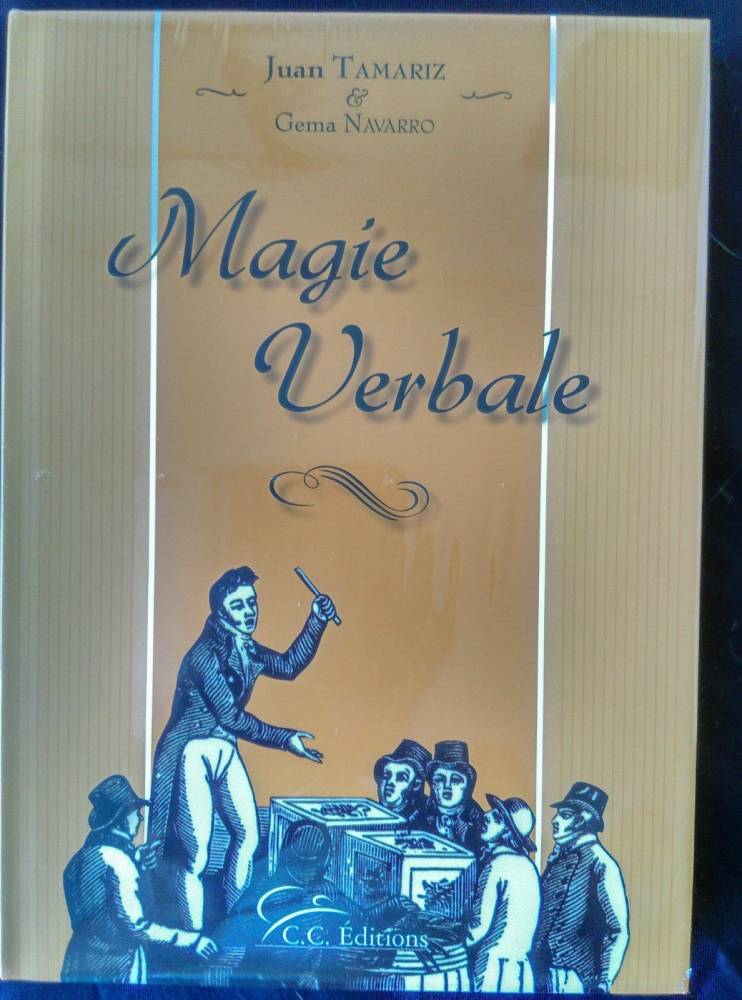 Juan TAMARIZ
&
Gema NAVARRO
Magie
Verbale
C.C. Éditions